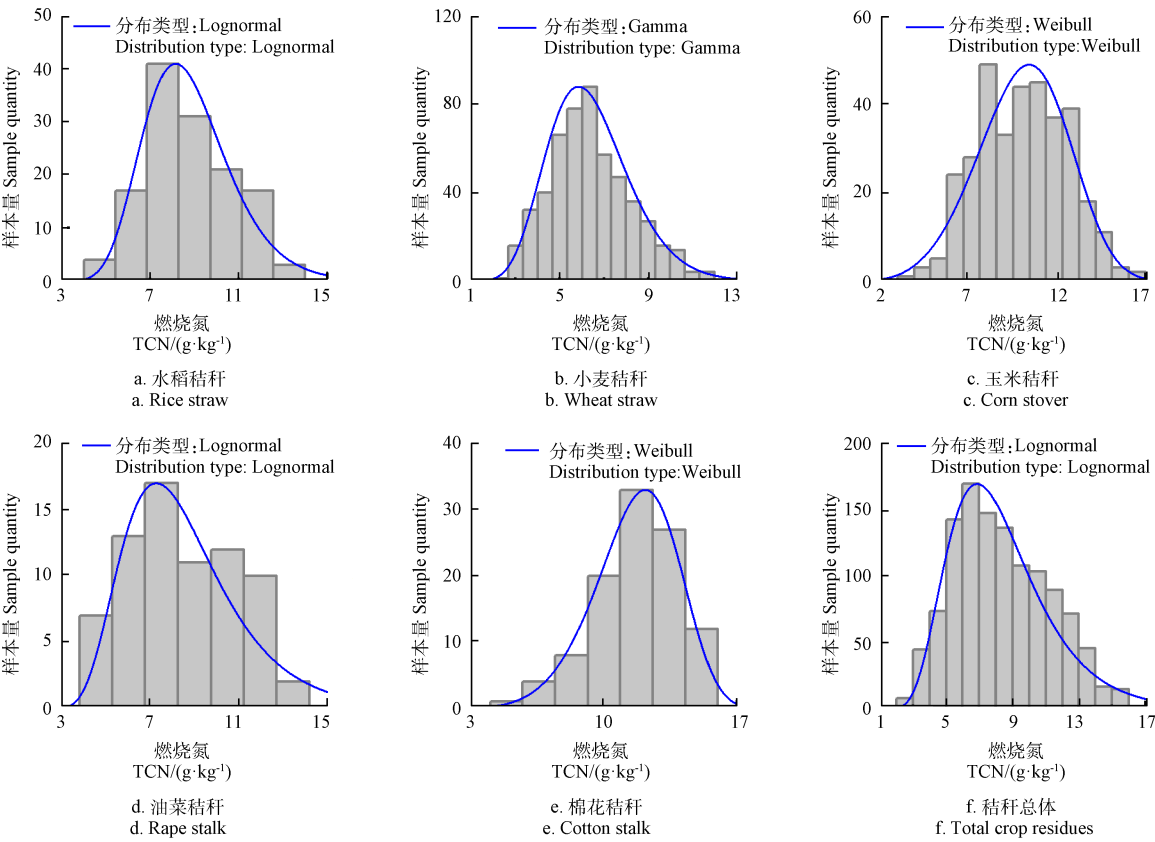 50
40
30
20
10
0
样本量 Sample quantity
分布类型:Lognormal
Distribution type: Lognormal
3
7
11
15
燃烧氮
TCN/(g·kg-1)
a. 水稻秸秆
a. Rice straw
120
80
40
0
样本量 Sample quantity
分布类型:Gamma
Distribution type: Gamma
1
5
9
13
燃烧氮
TCN/(g·kg-1)
b. 小麦秸秆
b. Wheat straw
60
40
20
0
样本量 Sample quantity
分布类型:Weibull
Distribution type:Weibull
2
7
12
17
燃烧氮
TCN/(g·kg-1)
c. 玉米秸秆
c. Corn stover
20
15
10
5
0
样本量 Sample quantity
分布类型:Lognormal
Distribution type: Lognormal
3
7
11
15
燃烧氮
TCN/(g·kg-1)
d. 油菜秸秆
d. Rape stalk
40
30
20
10
0
样本量 Sample quantity
分布类型:Weibull
Distribution type:Weibull
3
10
17
燃烧氮
TCN/(g·kg-1)
e. 棉花秸秆
e. Cotton stalk
200
150
100
50
0
样本量 Sample quantity
分布类型:Lognormal
Distribution type: Lognormal
1
5
9
13
17
燃烧氮
TCN/(g·kg-1)
f. 秸秆总体
f. Total crop residues